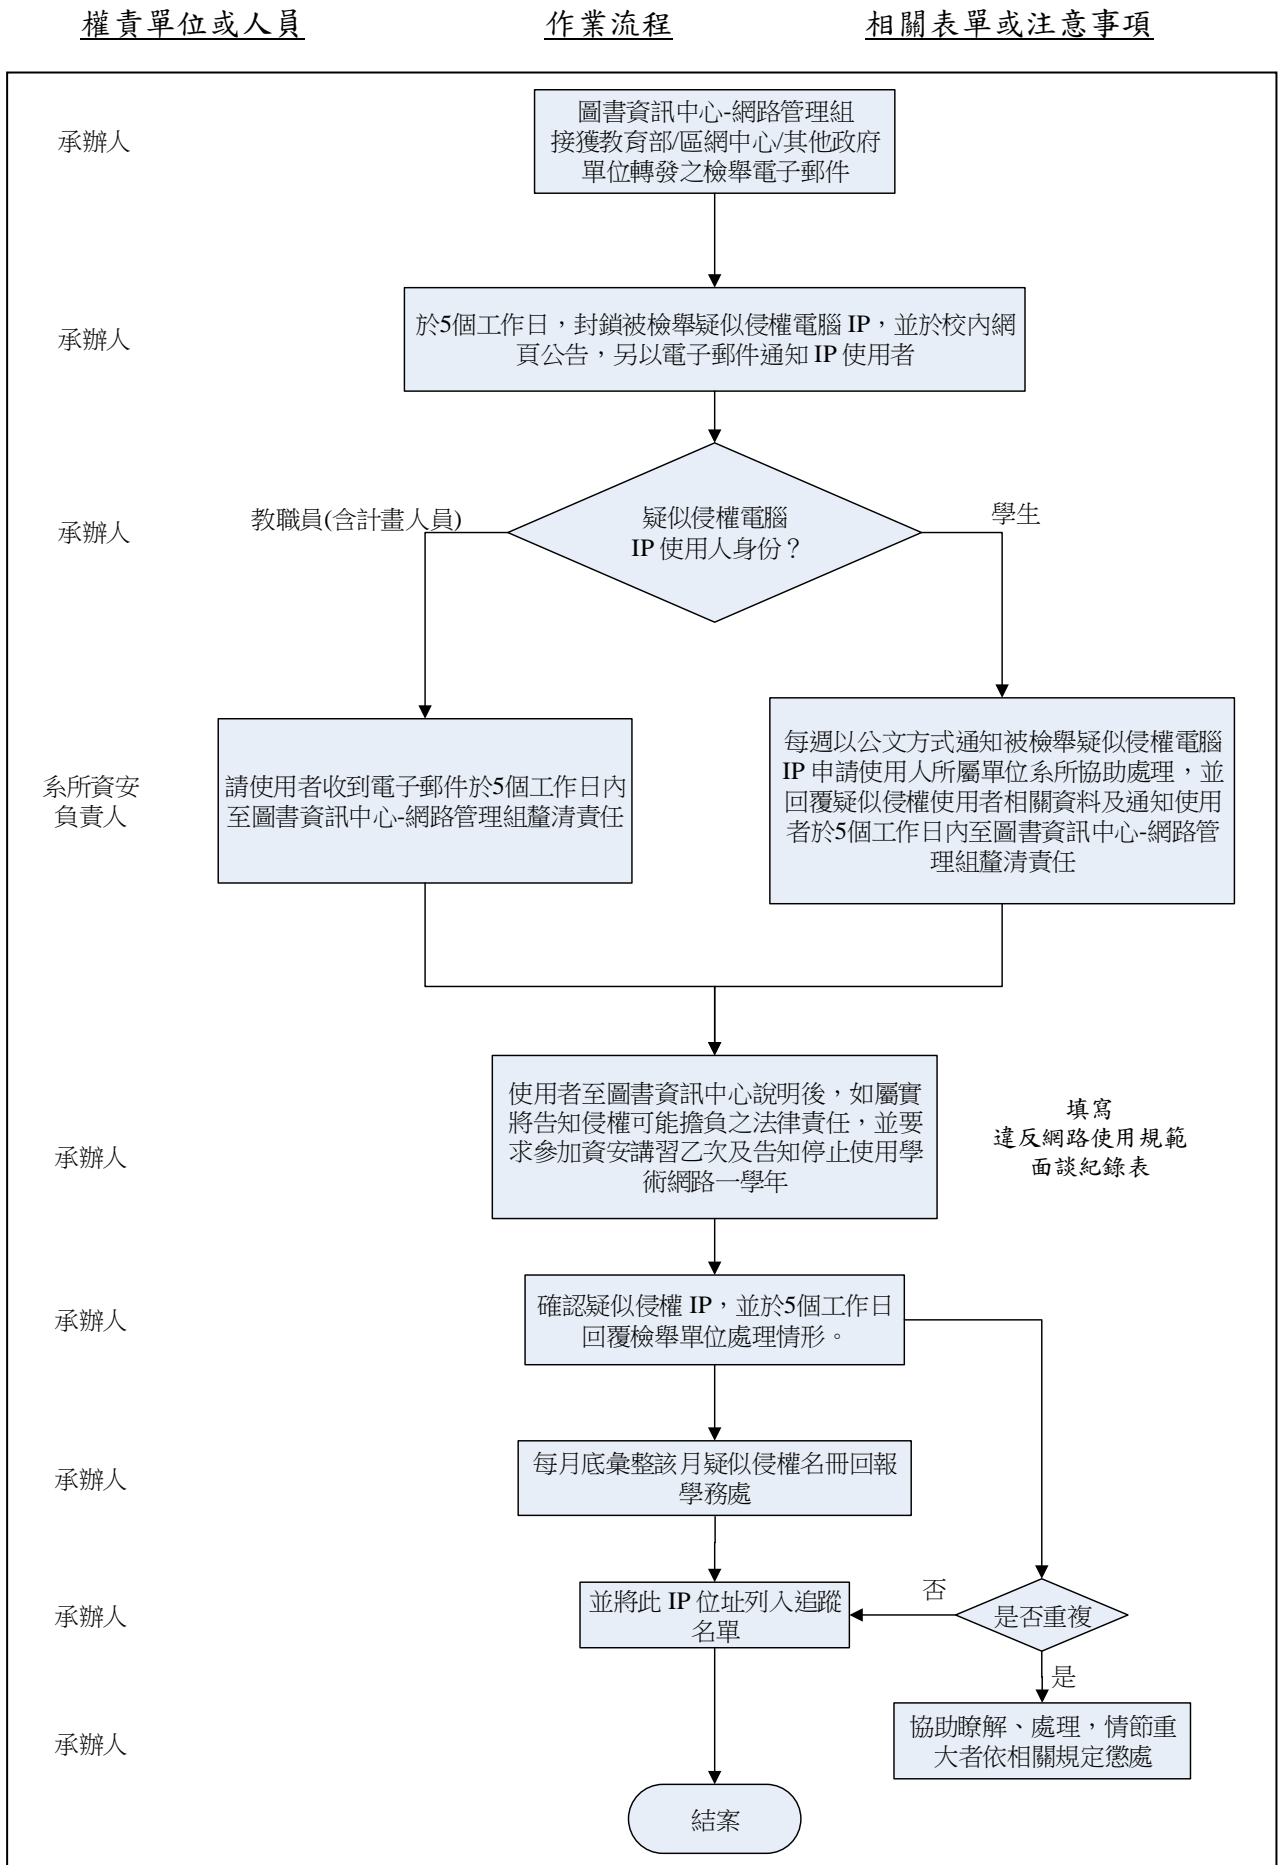 權責單位或人員
作業流程
相關表單或注意事項
承辦人
圖書資訊中心-網路管理組
接獲教育部/區網中心/其他政府
單位轉發之檢舉電子郵件
承辦人
於5個工作日，封鎖被檢舉疑似侵權電腦 IP，並於校內網
頁公告，另以電子郵件通知 IP 使用者
承辦人
教職員(含計畫人員)
疑似侵權電腦
IP 使用人身份？
學生
系所資安
負責人
請使用者收到電子郵件於5個工作日內
至圖書資訊中心-網路管理組釐清責任
每週以公文方式通知被檢舉疑似侵權電腦
IP 申請使用人所屬單位系所協助處理，並
回覆疑似侵權使用者相關資料及通知使用
者於5個工作日內至圖書資訊中心-網路管
理組釐清責任
承辦人
使用者至圖書資訊中心說明後，如屬實
將告知侵權可能擔負之法律責任，並要
求參加資安講習乙次及告知停止使用學
術網路一學年
填寫
違反網路使用規範
面談紀錄表
承辦人
確認疑似侵權 IP，並於5個工作日
回覆檢舉單位處理情形。
承辦人
每月底彙整該月疑似侵權名冊回報
學務處
承辦人
並將此 IP 位址列入追蹤
名單
否
是否重複
是
承辦人
協助瞭解、處理，情節重
大者依相關規定懲處
結案